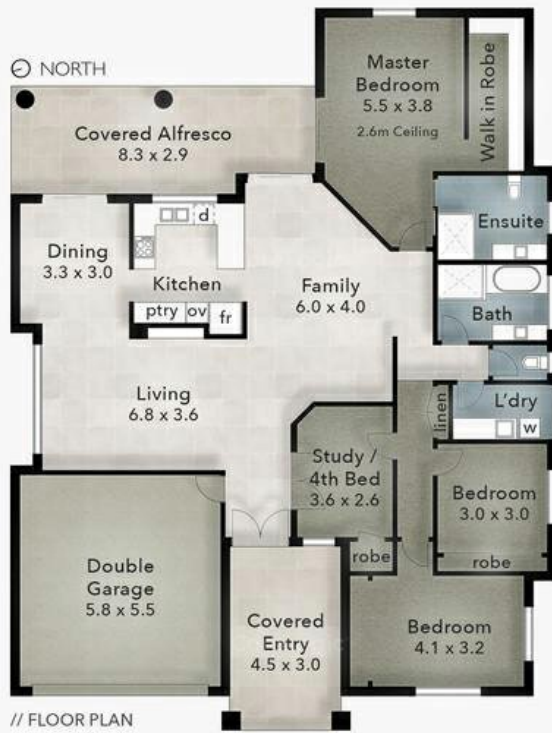 NORTH
Master
Bedroom
5.5 x 3.8
2.6m Ceiling
Walk in Robe
Covered Alfresco
8.3 x 2.9
d
Ensuite
Dining
3.3 x 3.0
Kitchen
Family
6.0 x 4.0
Bath
ptry
ov
fr
Living
6.8 x 3.6
linen
L'dry
w
Study /
4th Bed
3.6 x 2.6
Bedroom
3.0 x 3.0
robe
robe
Double
Garage
5.8 x 5.5
Covered
Entry
4.5 x 3.0
Bedroom
4.1 x 3.2
// FLOOR PLAN